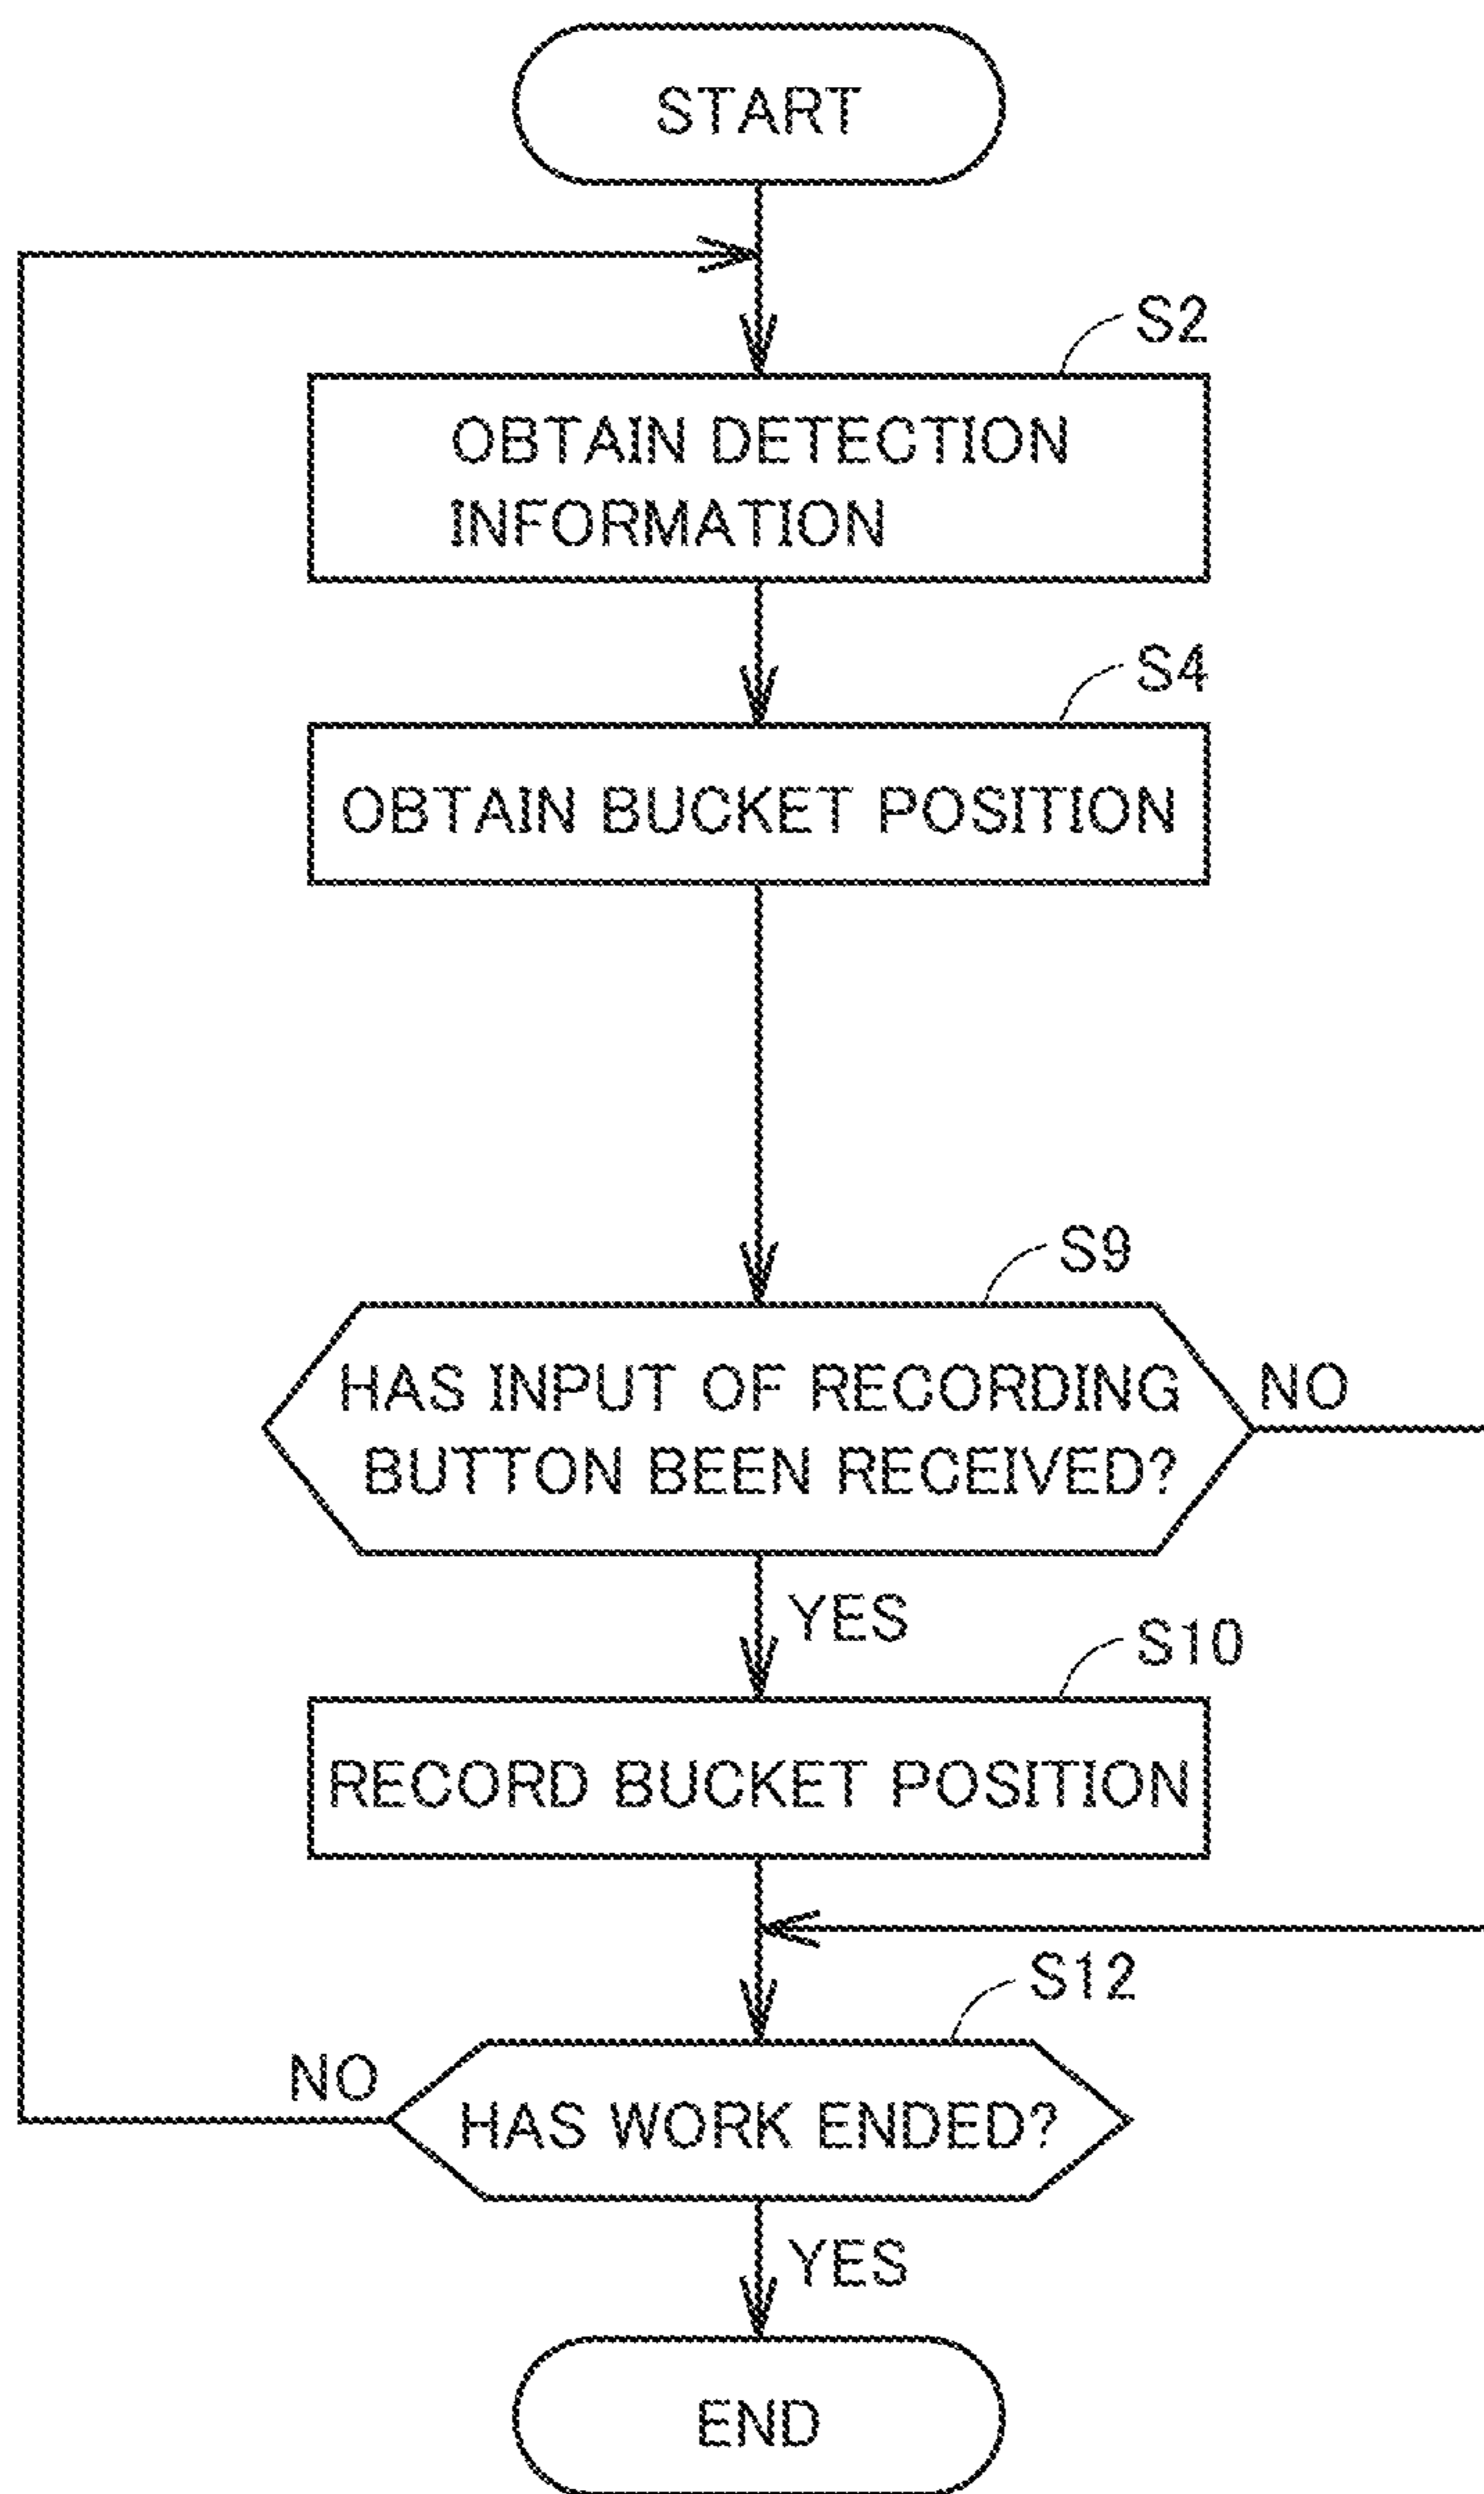 START
S2
OBTAIN DETECTION
INFORMATION
S4
OBTAIN BUCKET POSITION
S9
HAS INPUT OF RECORDING
BUTTON BEEN RECEIVED?
NO
YES
S10
RECORD BUCKET POSITION
S12
NO
HAS WORK ENDED?
YES
END